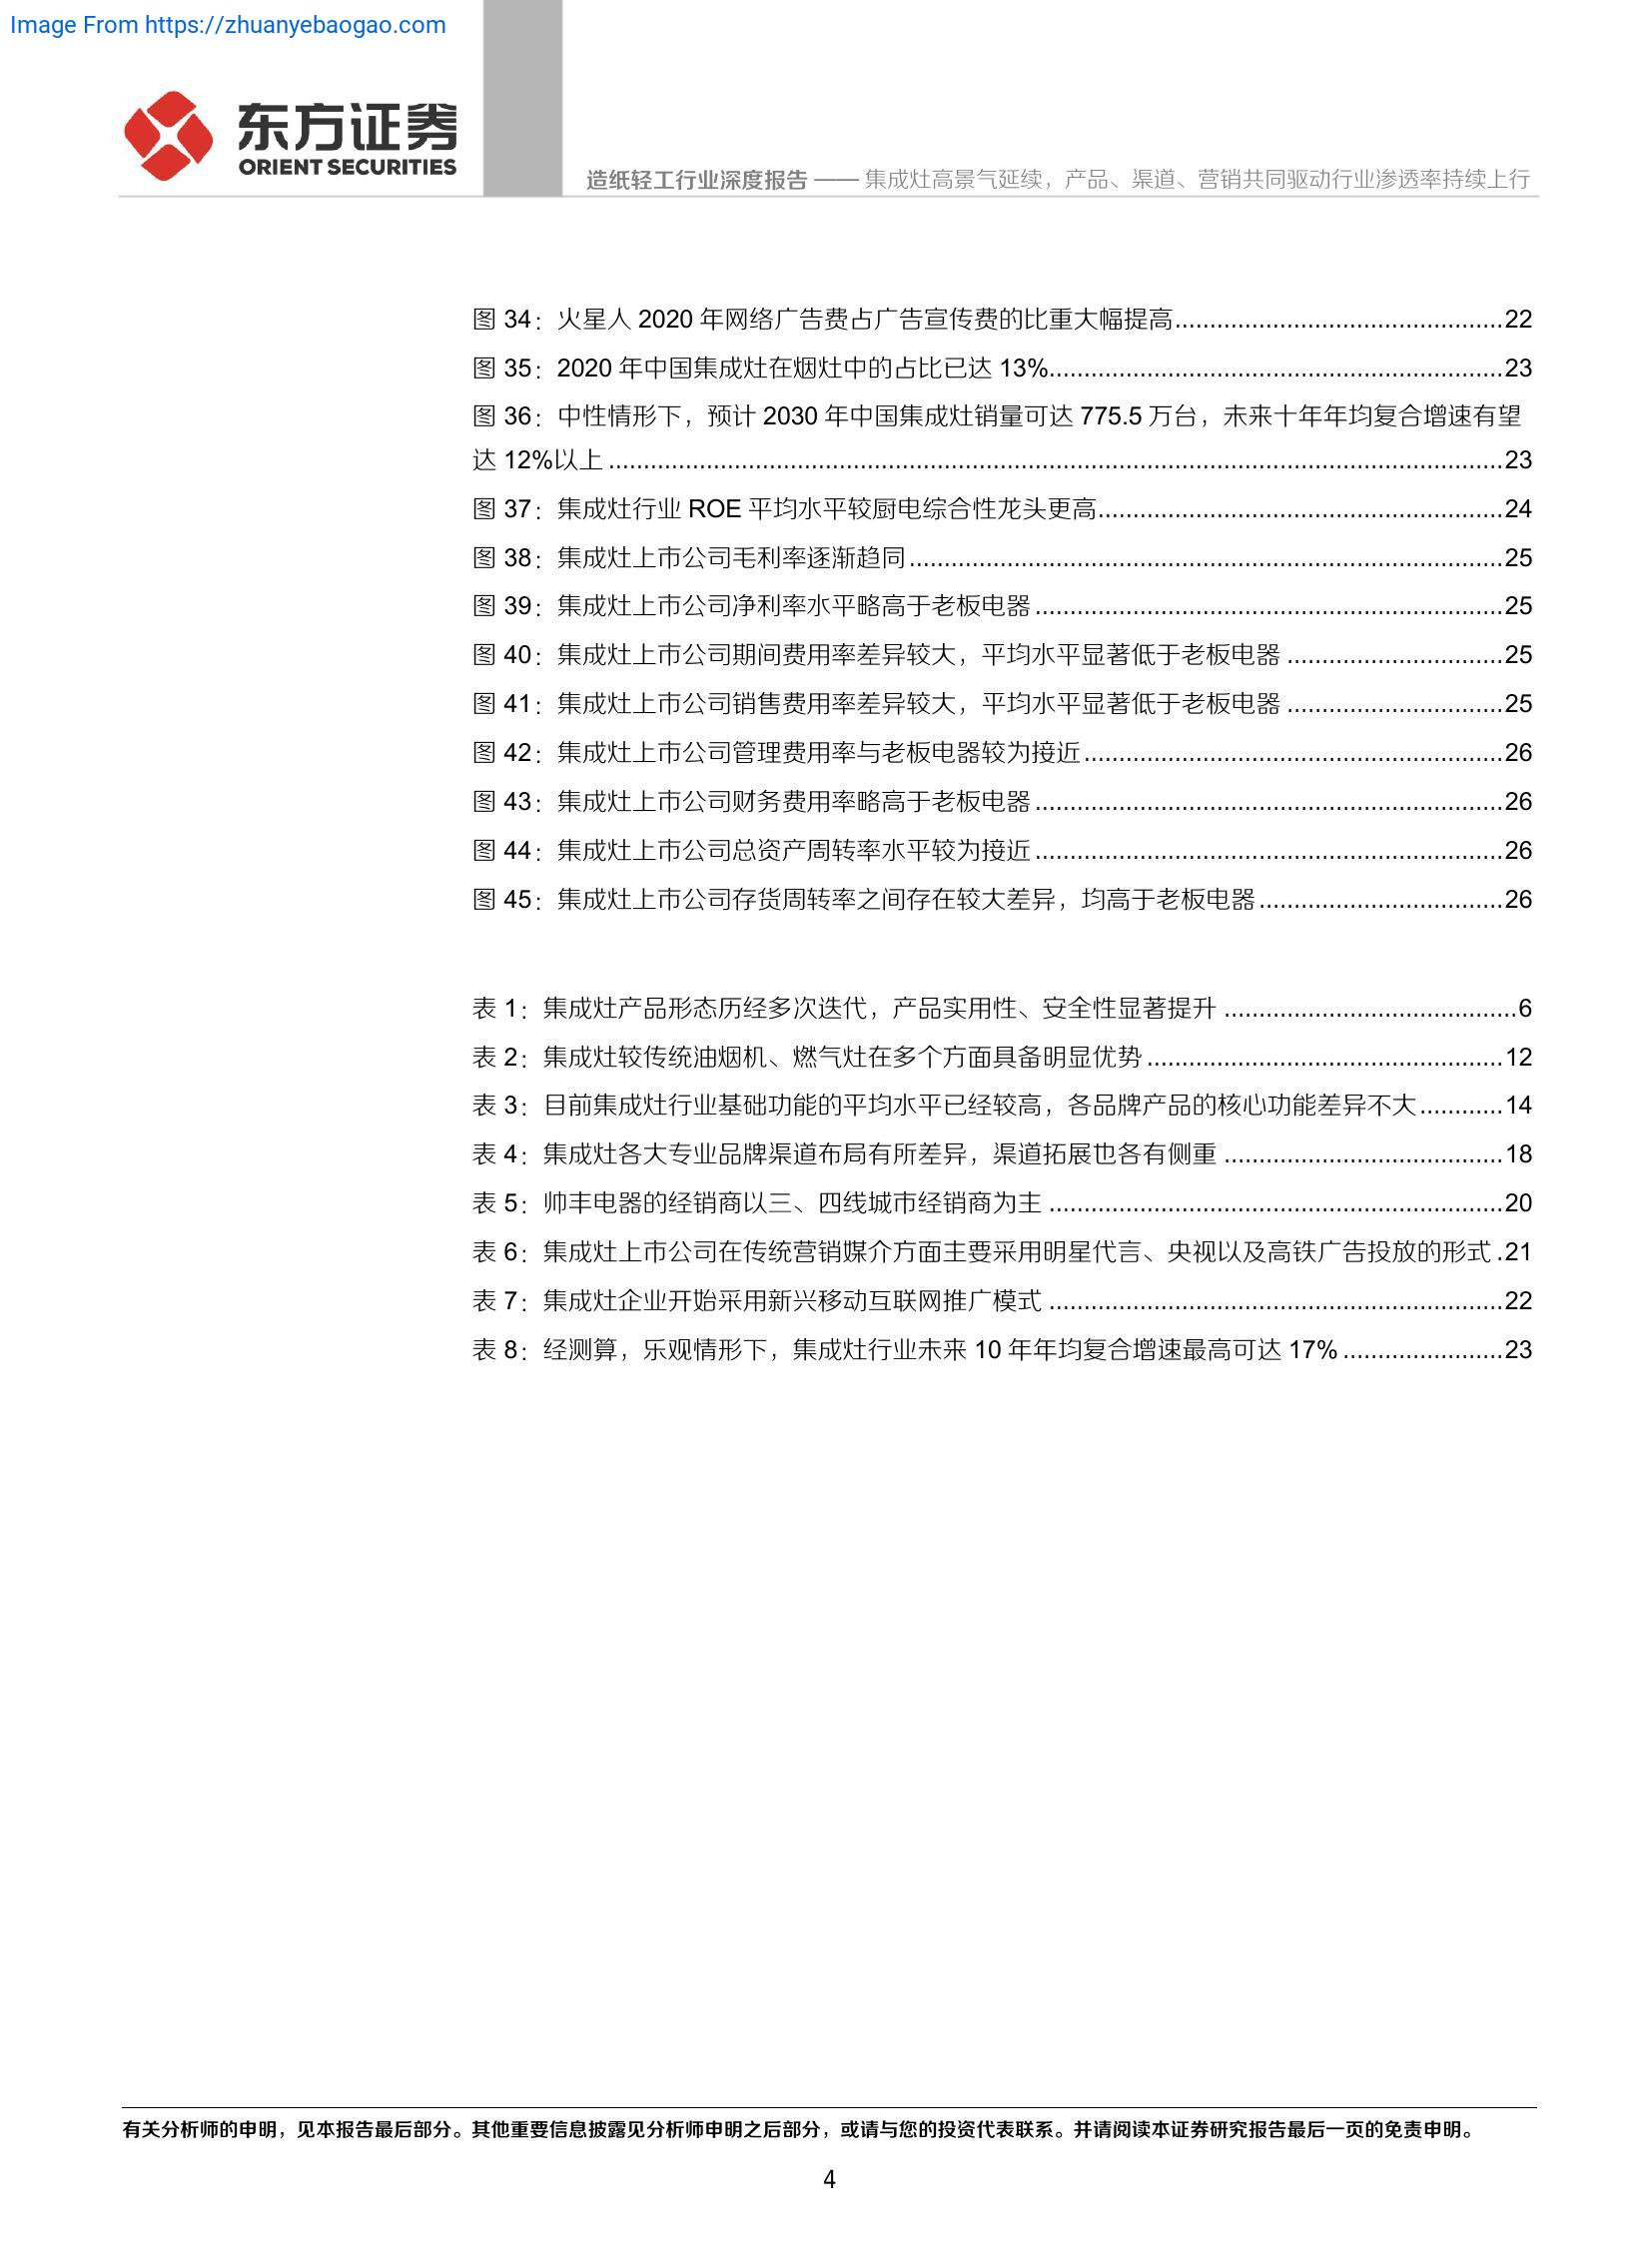 Image From https://zhuanyebaogao.com
东方证券
ORIENT SECURITIES
造纸轻工行业深度报告 —— 集成灶高景气延续，产品、渠道、营销共同驱动行业渗透率持续上行
图 34：火星人 2020 年网络广告费占广告宣传费的比重大幅提高...............................................22
图 35：2020 年中国集成灶在烟灶中的占比已达 13%.................................................................23
图 36：中性情形下，预计 2030 年中国集成灶销量可达 775.5 万台，未来十年年均复合增速有望
达 12%以上 ................................................................................................................................23
图 37：集成灶行业 ROE 平均水平较厨电综合性龙头更高..........................................................24
图 38：集成灶上市公司毛利率逐渐趋同.....................................................................................25
图 39：集成灶上市公司净利率水平略高于老板电器...................................................................25
图 40：集成灶上市公司期间费用率差异较大，平均水平显著低于老板电器 ...............................25
图 41：集成灶上市公司销售费用率差异较大，平均水平显著低于老板电器 ...............................25
图 42：集成灶上市公司管理费用率与老板电器较为接近............................................................26
图 43：集成灶上市公司财务费用率略高于老板电器...................................................................26
图 44：集成灶上市公司总资产周转率水平较为接近...................................................................26
图 45：集成灶上市公司存货周转率之间存在较大差异，均高于老板电器...................................26
表 1：集成灶产品形态历经多次迭代，产品实用性、安全性显著提升 ..........................................6
表 2：集成灶较传统油烟机、燃气灶在多个方面具备明显优势...................................................12
表 3：目前集成灶行业基础功能的平均水平已经较高，各品牌产品的核心功能差异不大............14
表 4：集成灶各大专业品牌渠道布局有所差异，渠道拓展也各有侧重 ........................................18
表 5：帅丰电器的经销商以三、四线城市经销商为主 .................................................................20
表 6：集成灶上市公司在传统营销媒介方面主要采用明星代言、央视以及高铁广告投放的形式 .21
表 7：集成灶企业开始采用新兴移动互联网推广模式 .................................................................22
表 8：经测算，乐观情形下，集成灶行业未来 10 年年均复合增速最高可达 17% .......................23
有关分析师的申明，见本报告最后部分。其他重要信息披露见分析师申明之后部分，或请与您的投资代表联系。并请阅读本证券研究报告最后一页的免责申明。
4